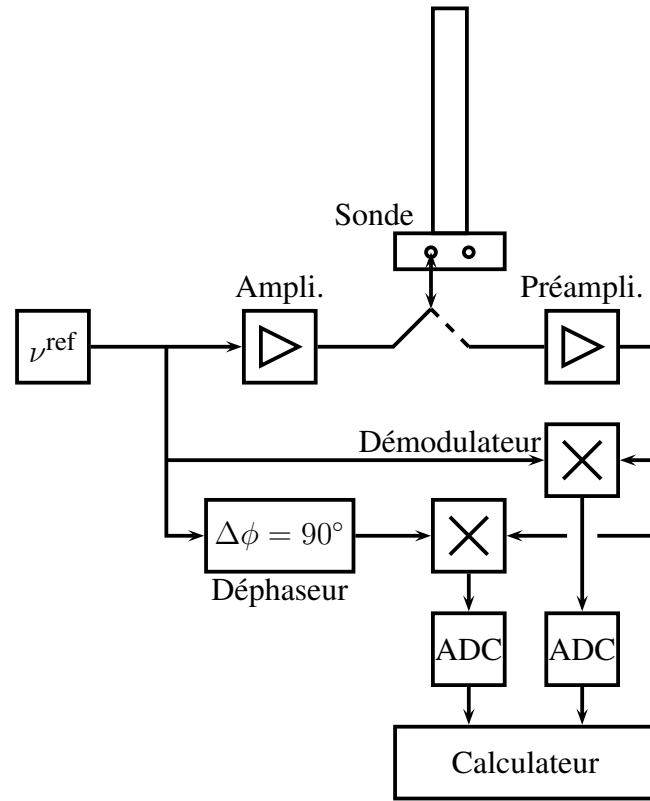 Sonde
Ampli.
Préampli.
ν^ref
Démodulateur
Δϕ = 90°
Déphaseur
ADC
ADC
Calculateur